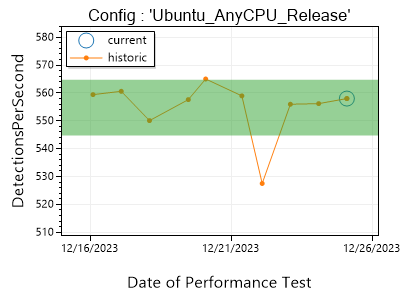 Config : 'Ubuntu_AnyCPU_Release'
current
historic
DetectionsPerSecond
580
570
560
550
540
530
520
510
12/16/2023
12/21/2023
12/26/2023
Date of Performance Test